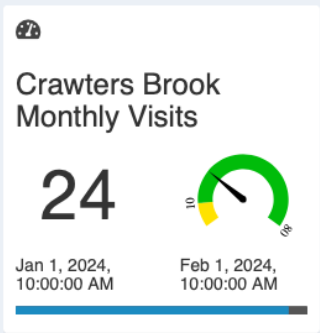 Crawters Brook
Monthly Visits
24
10
80
Jan 1, 2024,
10:00:00 AM
Feb 1, 2024,
10:00:00 AM